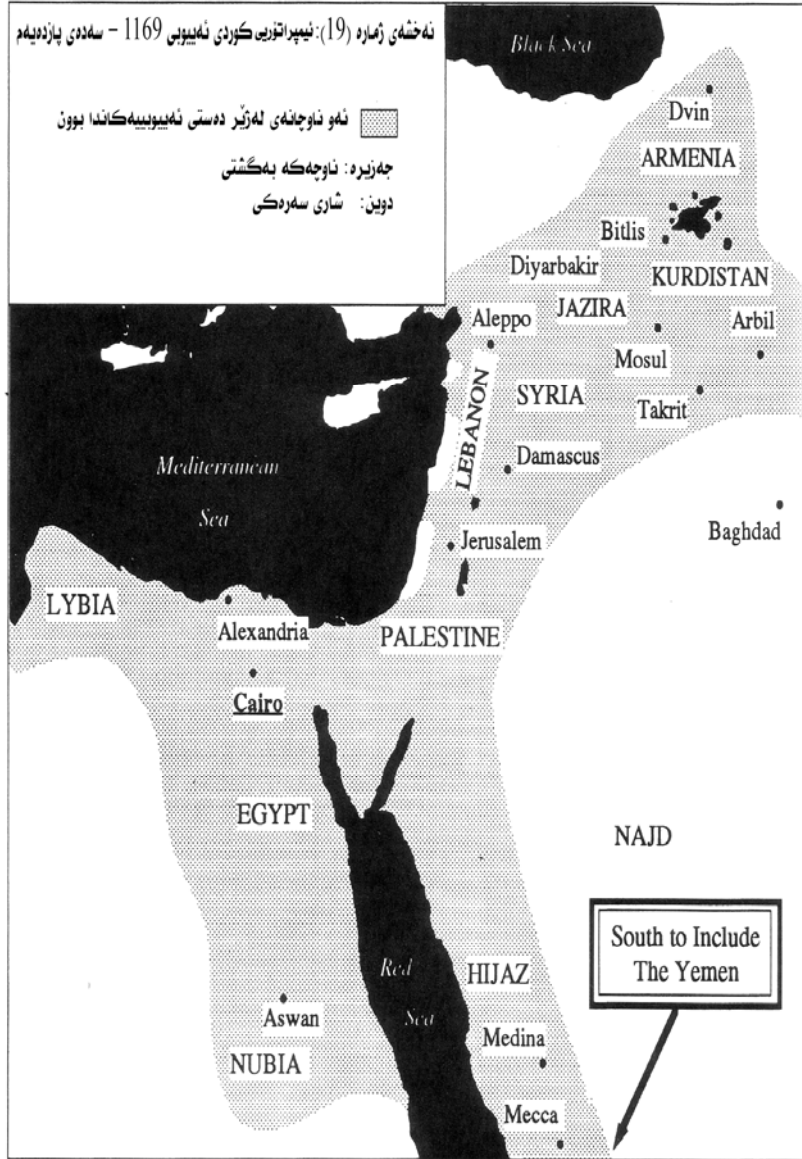 نەخشەی ژمارە (19): ئیمپراتۆریی کوردی ئەییوبی 1169 – سەدەی پازدەیەم
ئەو ناوچانەی لەژێر دەستی ئەییوبییەکاندا بوون
جەزیرە: ناوچەکە بەگشتی
دوین: شاری سەرەکی
Black Sea
Dvin
ARMENIA
Bitlis
Diyarbakir
KURDISTAN
JAZIRA
Aleppo
Arbil
Mosul
SYRIA
Takrit
LEBANON
Damascus
Mediterranean
Sea
Baghdad
Jerusalem
LYBIA
Alexandria
PALESTINE
Cairo
EGYPT
NAJD
South to Include
The Yemen
Red
Sea
HIJAZ
Aswan
Medina
NUBIA
Mecca